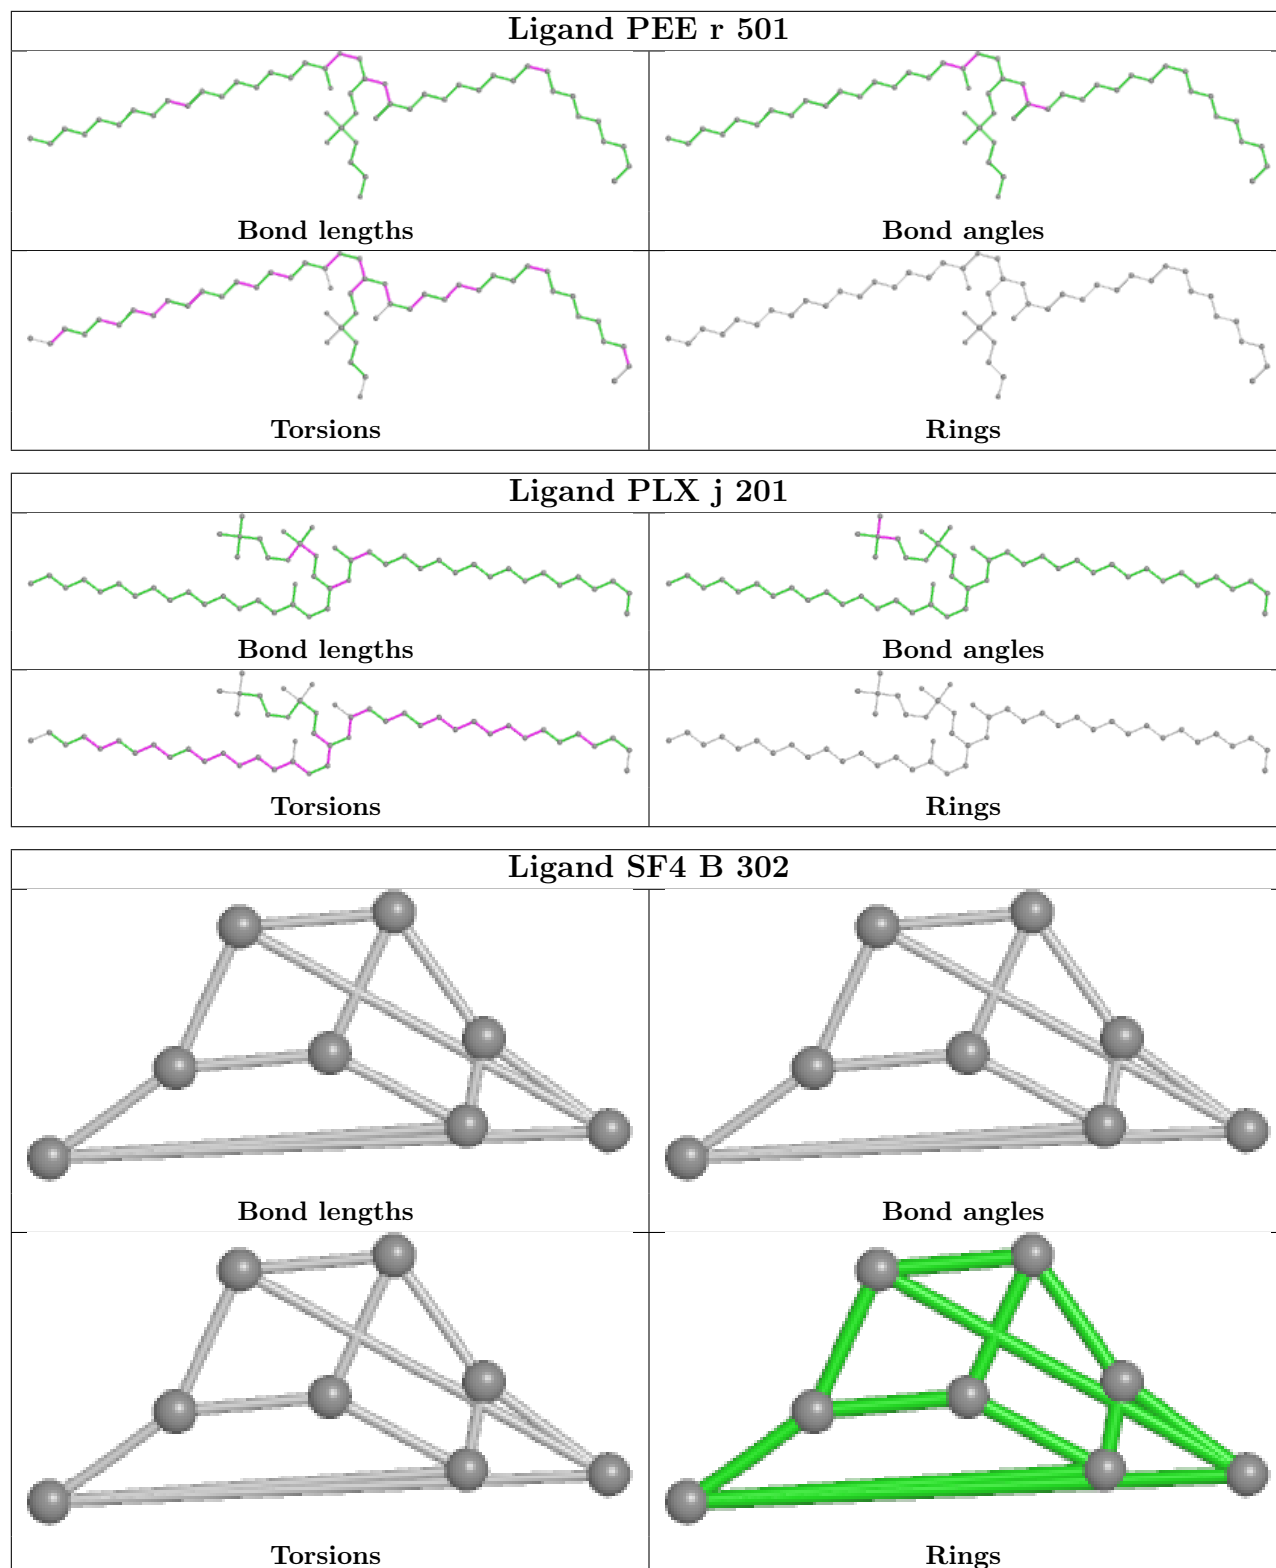 Ligand PEE r 501
Bond lengths
Bond angles
Torsions
Rings
Ligand PLX j 201
Bond lengths
Bond angles
Torsions
Rings
Ligand SF4 B 302
Bond lengths
Bond angles
Torsions
Rings